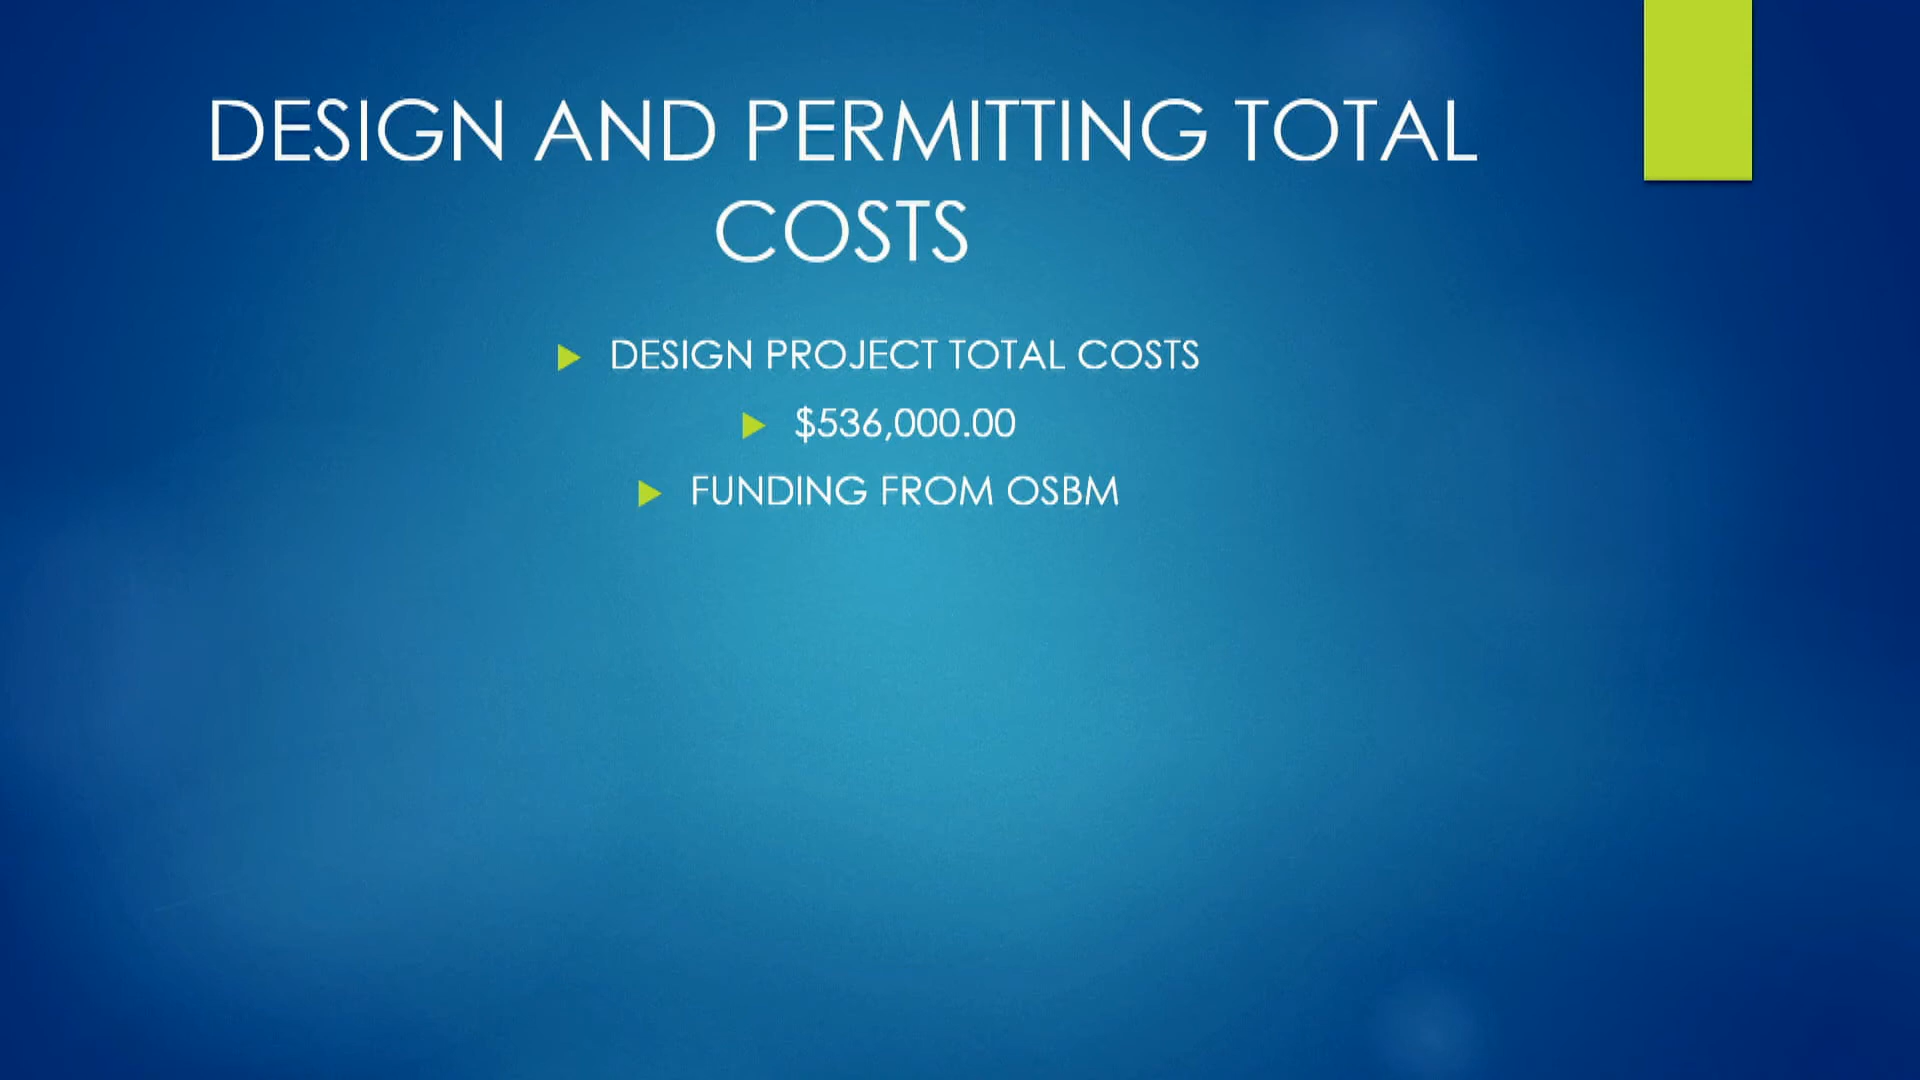 DESIGN AND PERMITTING TOTAL
COSTS
DESIGN PROJECT TOTAL COSTS
$536,000.00
FUNDING FROM OSBM